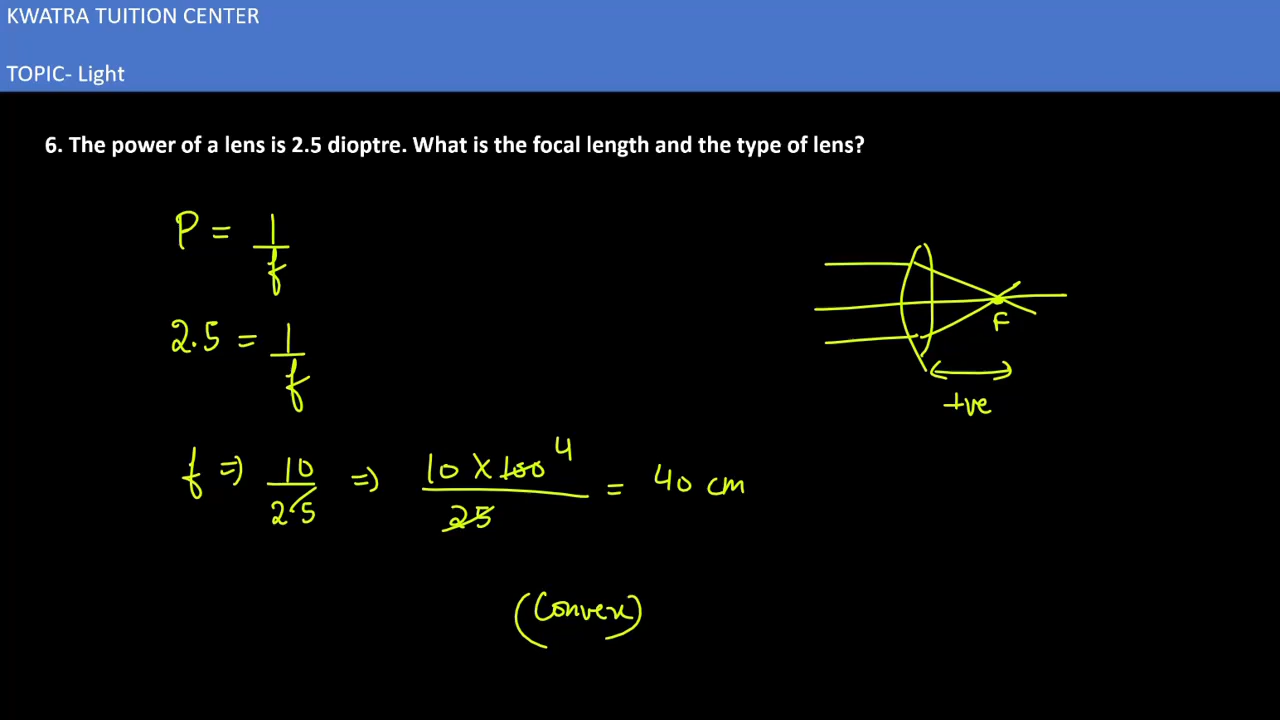 KWATRA TUITION CENTER
TOPIC- Light
6. The power of a lens is 2.5 dioptre. What is the focal length and the type of lens?
P = 1/f
2.5 = 1/f
f => 10/25 => 10 X 100 4/25 = 40 cm
F
+ve
(Convex)